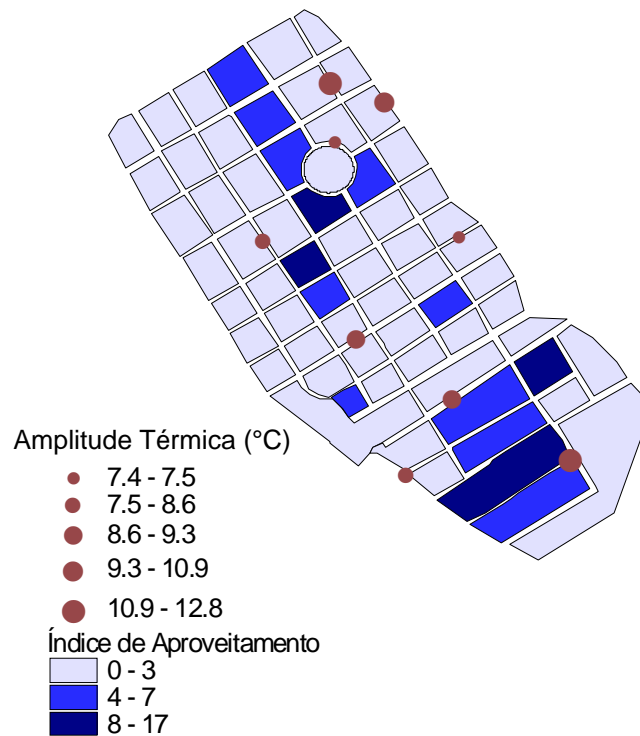 Amplitude Térmica (°C)
7.4 - 7.5
7.5 - 8.6
8.6 - 9.3
9.3 - 10.9
10.9 - 12.8
Índice de Aproveitamento
0 - 3
4 - 7
8 - 17